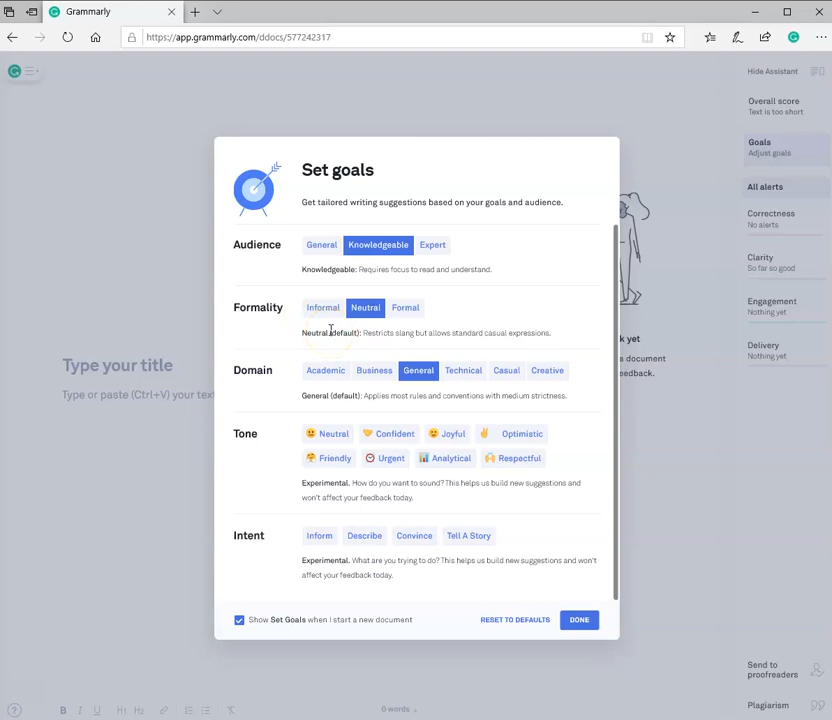 Grammarly
https://app.grammarly.com/ddocs/577242317
Hide Assistant
Overall score
Text is too short
Goals
Adjust goals
All alerts
Correctness
No alerts
Clarity
So far so good
Engagement
Nothing yet
Delivery
Nothing yet
Set goals
Get tailored writing suggestions based on your goals and audience.
Audience General Knowledgeable Expert
Knowledgeable: Requires focus to read and understand.
Formality Informal Neutral Formal
Neutral (default): Restricts slang but allows standard casual expressions.
Domain Academic Business General Technical Casual Creative
General (default): Applies most rules and conventions with medium strictness.
Tone Neutral Confident Joyful Optimistic
Friendly Urgent Analytical Respectful
Experimental. How do you want to sound? This helps us build new suggestions and
won't affect your feedback today.
Intent Inform Describe Convince Tell A Story
Experimental. What are you trying to do? This helps us build new suggestions and won't
affect your feedback today.
Show Set Goals when I start a new document
RESET TO DEFAULTS DONE
Type your title
Type or paste (Ctrl+V) your text
k yet
s document
feedback.
B I U H1 H2
0 words
Send to
proofreaders
Plagiarism